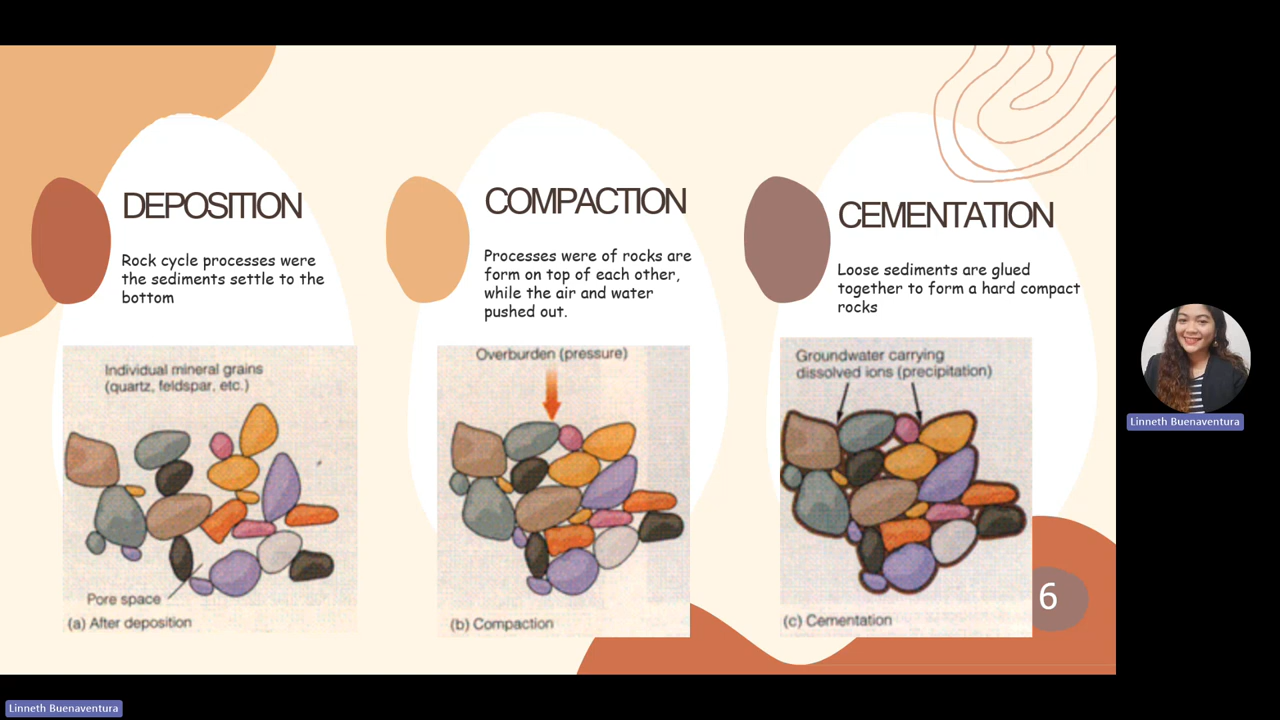 DEPOSITION
Rock cycle processes were
the sediments settle to the
bottom
Individual mineral grains
(quartz, feldspar, etc.)
Pore space
(a) After deposition
COMPACTION
Processes were of rocks are
form on top of each other,
while the air and water
pushed out.
Overburden (pressure)
(b) Compaction
CEMENTATION
Loose sediments are glued
together to form a hard compact
rocks
Groundwater carrying
dissolved ions (precipitation)
(c) Cementation
6
Linneth Buenaventura
Linneth Buenaventura